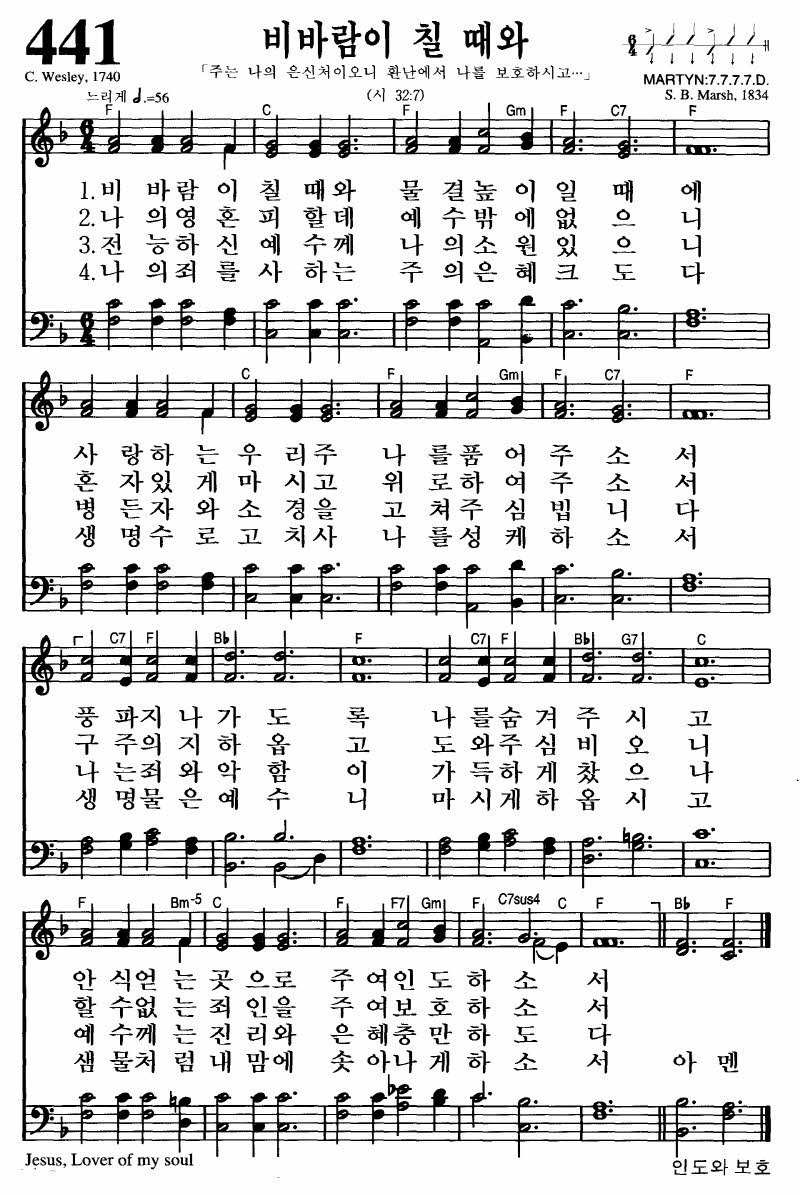 441
비바람이 칠 때와
C. Wesley, 1740
「주는 나의 은신처이오니 환난에서 나를 보호하시고…」
(시 32:7)
MARTYN:7.7.7.7.D.
S. B. Marsh, 1834
느리게 𝅗𝅥.=56
6/4
F C F Gm F C7 F
1.비 바람 이 칠 때와 물 결높 이 일 때 에
2.나 의영 혼 피 할데 예 수밖 에 없 으 니
3.전 능하 신 예 수께 나 의소 원 있 으 니
4.나 의죄 를 사 하는 주 의은 혜 크 도 다
C F Gm F C7 F
사 랑하 는 우 리주 나 를품 어 주 소 서
혼 자있 게 마 시고 위 로하 여 주 소 서
병 든자 와 소 경을 고 쳐주 심 빕 니 다
생 명수 로 고 치사 나 를성 케 하 소 서
C7 F B♭ F C7 F B♭ G7 C
풍 파지 나 가 도 록 나 를숨 겨 주 시 고
구 주의 지 하 옵 고 도 와주 심 비 오 니
나 는죄 와 악 함 이 가 득하 게 찼 으 나
생 명물 은 예 수 니 마 시게 하 옵 시 고
F Bm-5 C F F7 Gm F C7sus4 C F B♭ F
안 식얻 는 곳 으로 주 여인 도 하 소 서
할 수없 는 죄 인을 주 여보 호 하 소 서
예 수께 는 진 리와 은 혜충 만 하 도 다
샘 물처 럼 내 맘에 솟 아나 게 하 소 서 아 멘
Jesus, Lover of my soul
인도와 보호